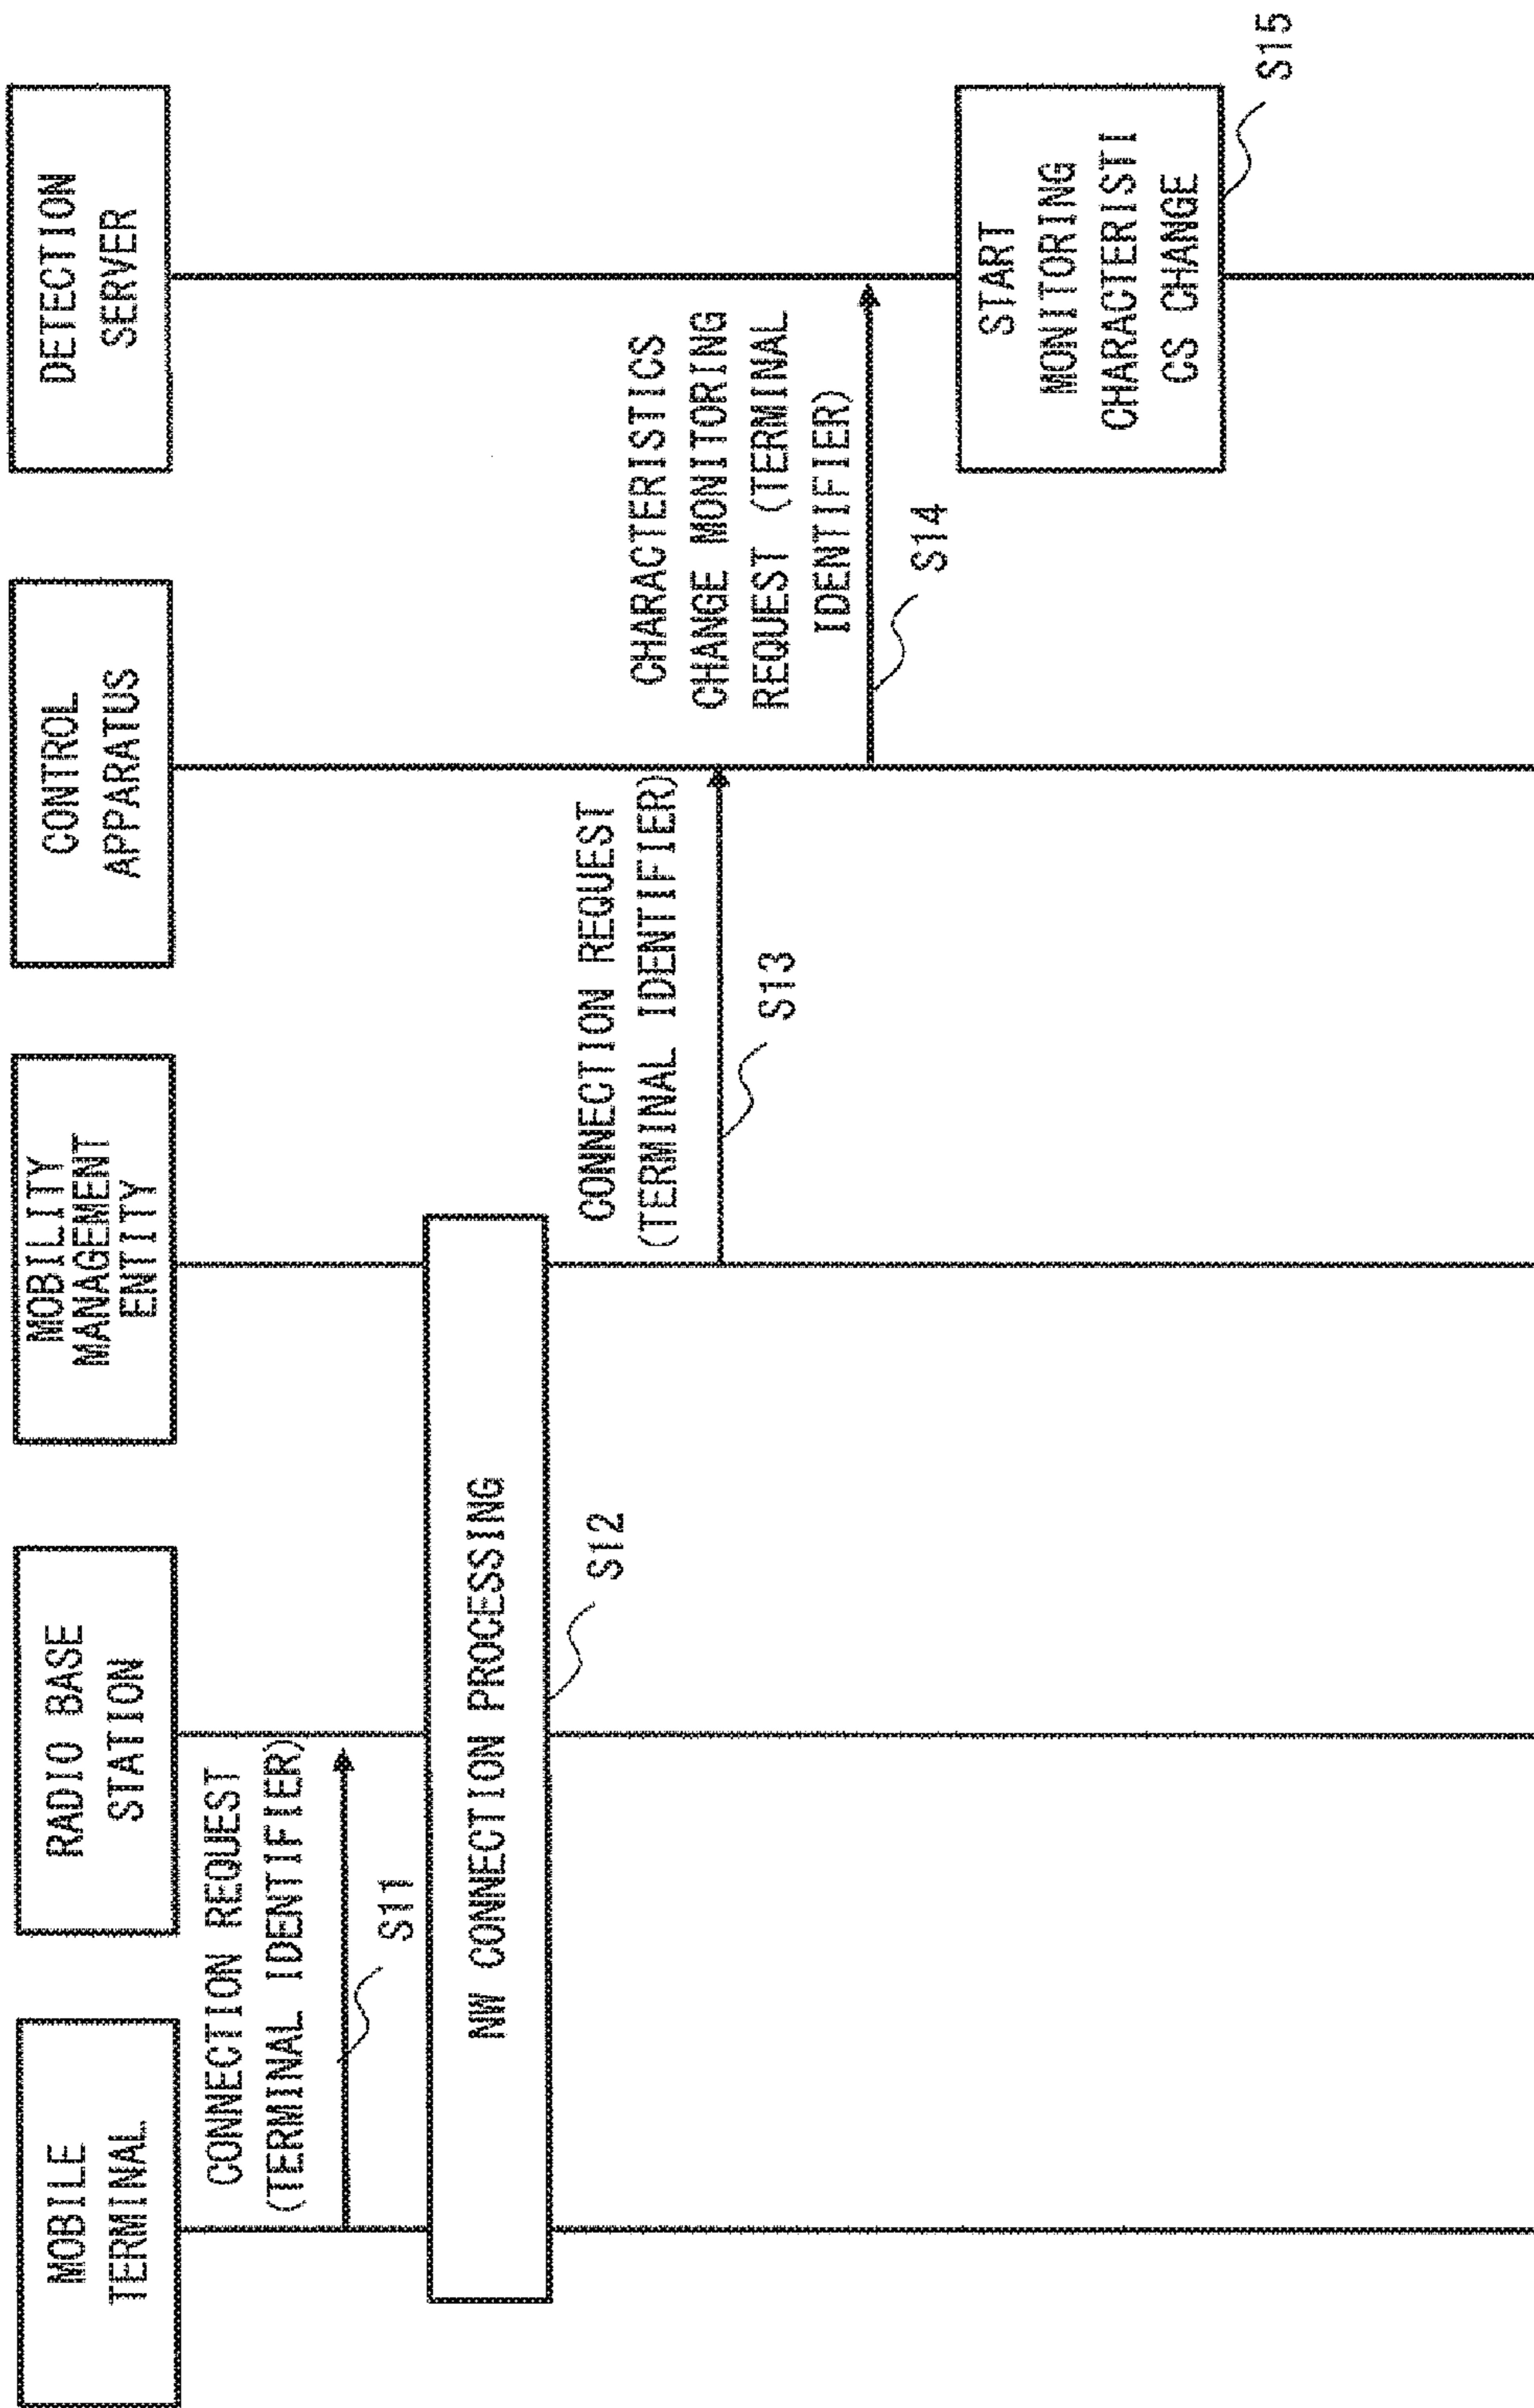 MOBILE
TERMINAL
RADIO BASE
STATION
MOBILITY
MANAGEMENT
ENTITY
CONTROL
APPARATUS
DETECTION
SERVER
CONNECTION REQUEST
(TERMINAL IDENTIFIER)
S11
NW CONNECTION PROCESSING
S12
CONNECTION REQUEST
(TERMINAL IDENTIFIER)
S13
CHARACTERISTICS
CHANGE MONITORING
REQUEST (TERMINAL
IDENTIFIER)
S14
START
MONITORING
CHARACTERISTI
CS CHANGE
S15